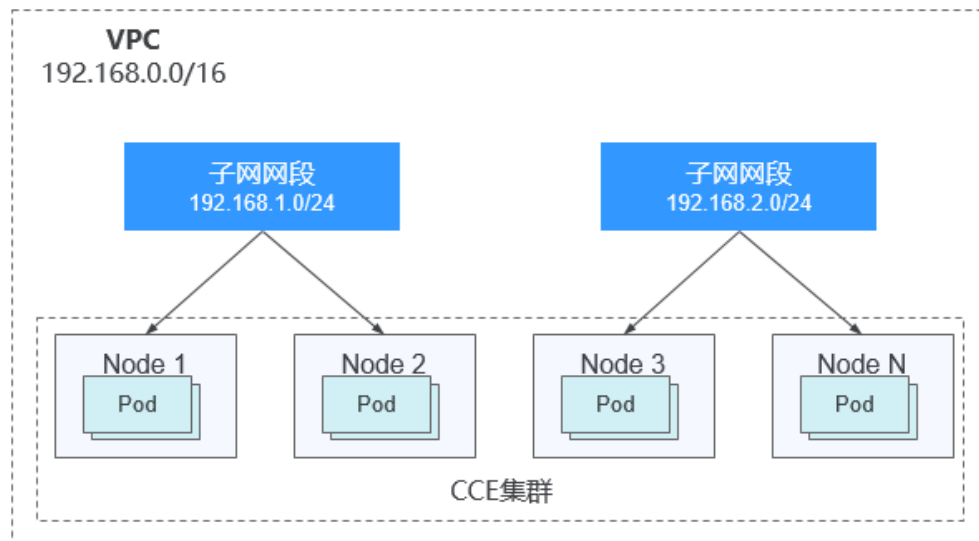 VPC
192.168.0.0/16
子网网段
192.168.1.0/24
子网网段
192.168.2.0/24
Node 1
Pod
Node 2
Pod
Node 3
Pod
Node N
Pod
CCE集群